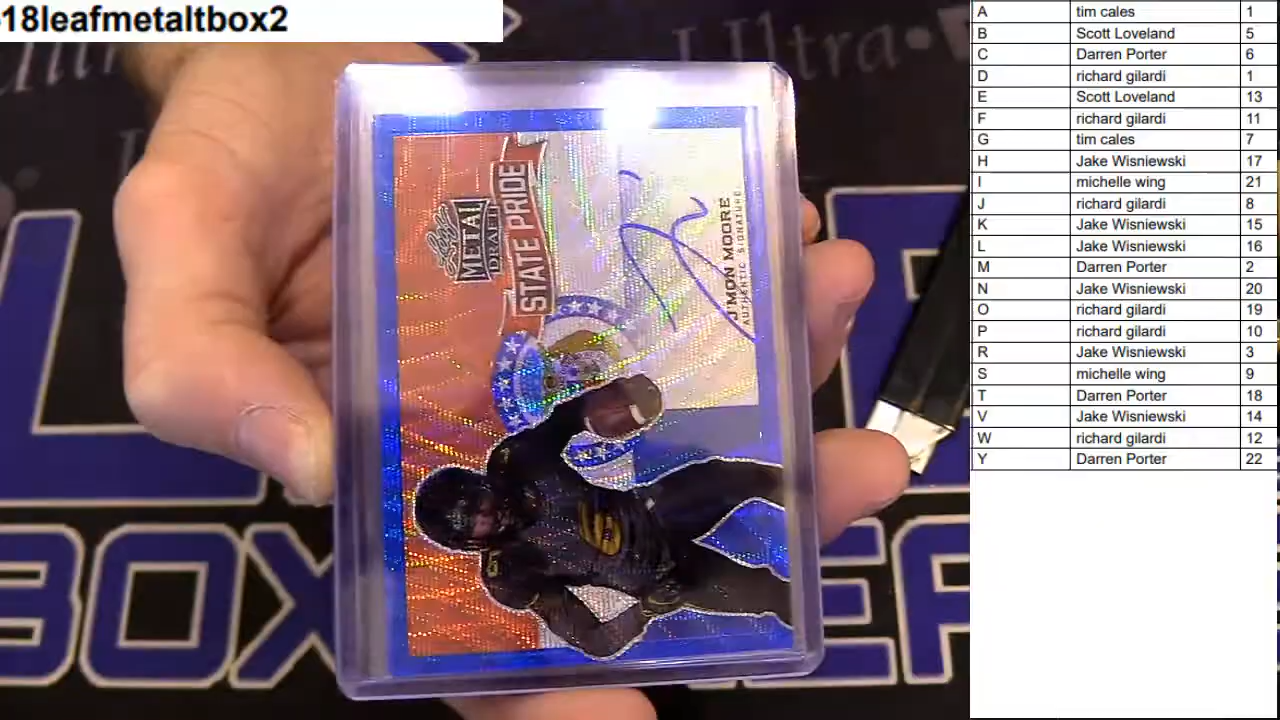 18leafmetaltbox2
Ultra
Leaf
METAL
DRAFT
STATE PRIDE
J'MON MOORE
AUTHENTIC SIGNATURE
6
6
BOX
A tim cales 1
B Scott Loveland 5
C Darren Porter 6
D richard gilardi 1
E Scott Loveland 13
F richard gilardi 11
G tim cales 7
H Jake Wisniewski 17
I michelle wing 21
J richard gilardi 8
K Jake Wisniewski 15
L Jake Wisniewski 16
M Darren Porter 2
N Jake Wisniewski 20
O richard gilardi 19
P richard gilardi 10
R Jake Wisniewski 3
S michelle wing 9
T Darren Porter 18
V Jake Wisniewski 14
W richard gilardi 12
Y Darren Porter 22